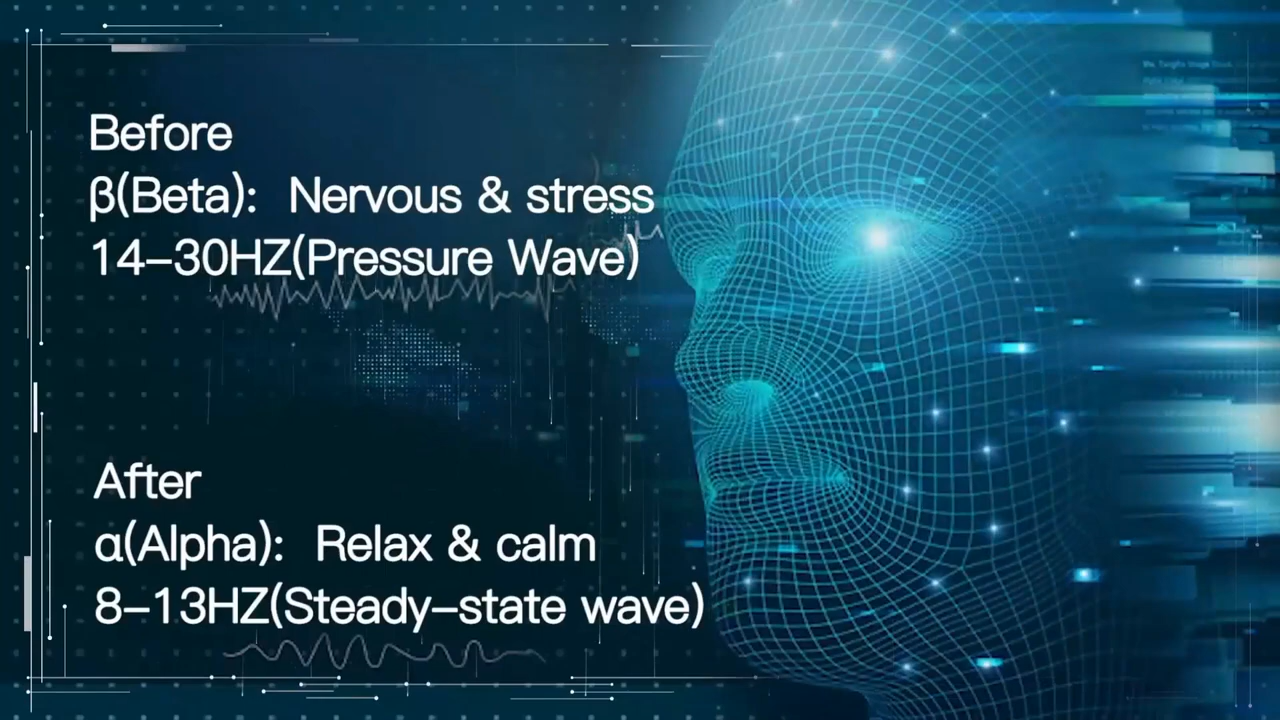 Before
β(Beta):  Nervous & stress
14-30HZ(Pressure Wave)
After
α(Alpha):  Relax & calm
8-13HZ(Steady-state wave)